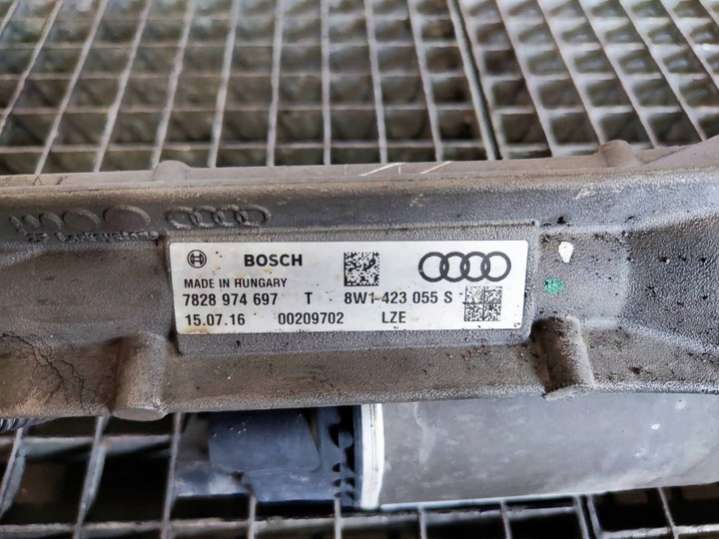 BOSCH
MADE IN HUNGARY
7828 974 697 T 8W1 423 055 S
15.07.16 00209702 LZE